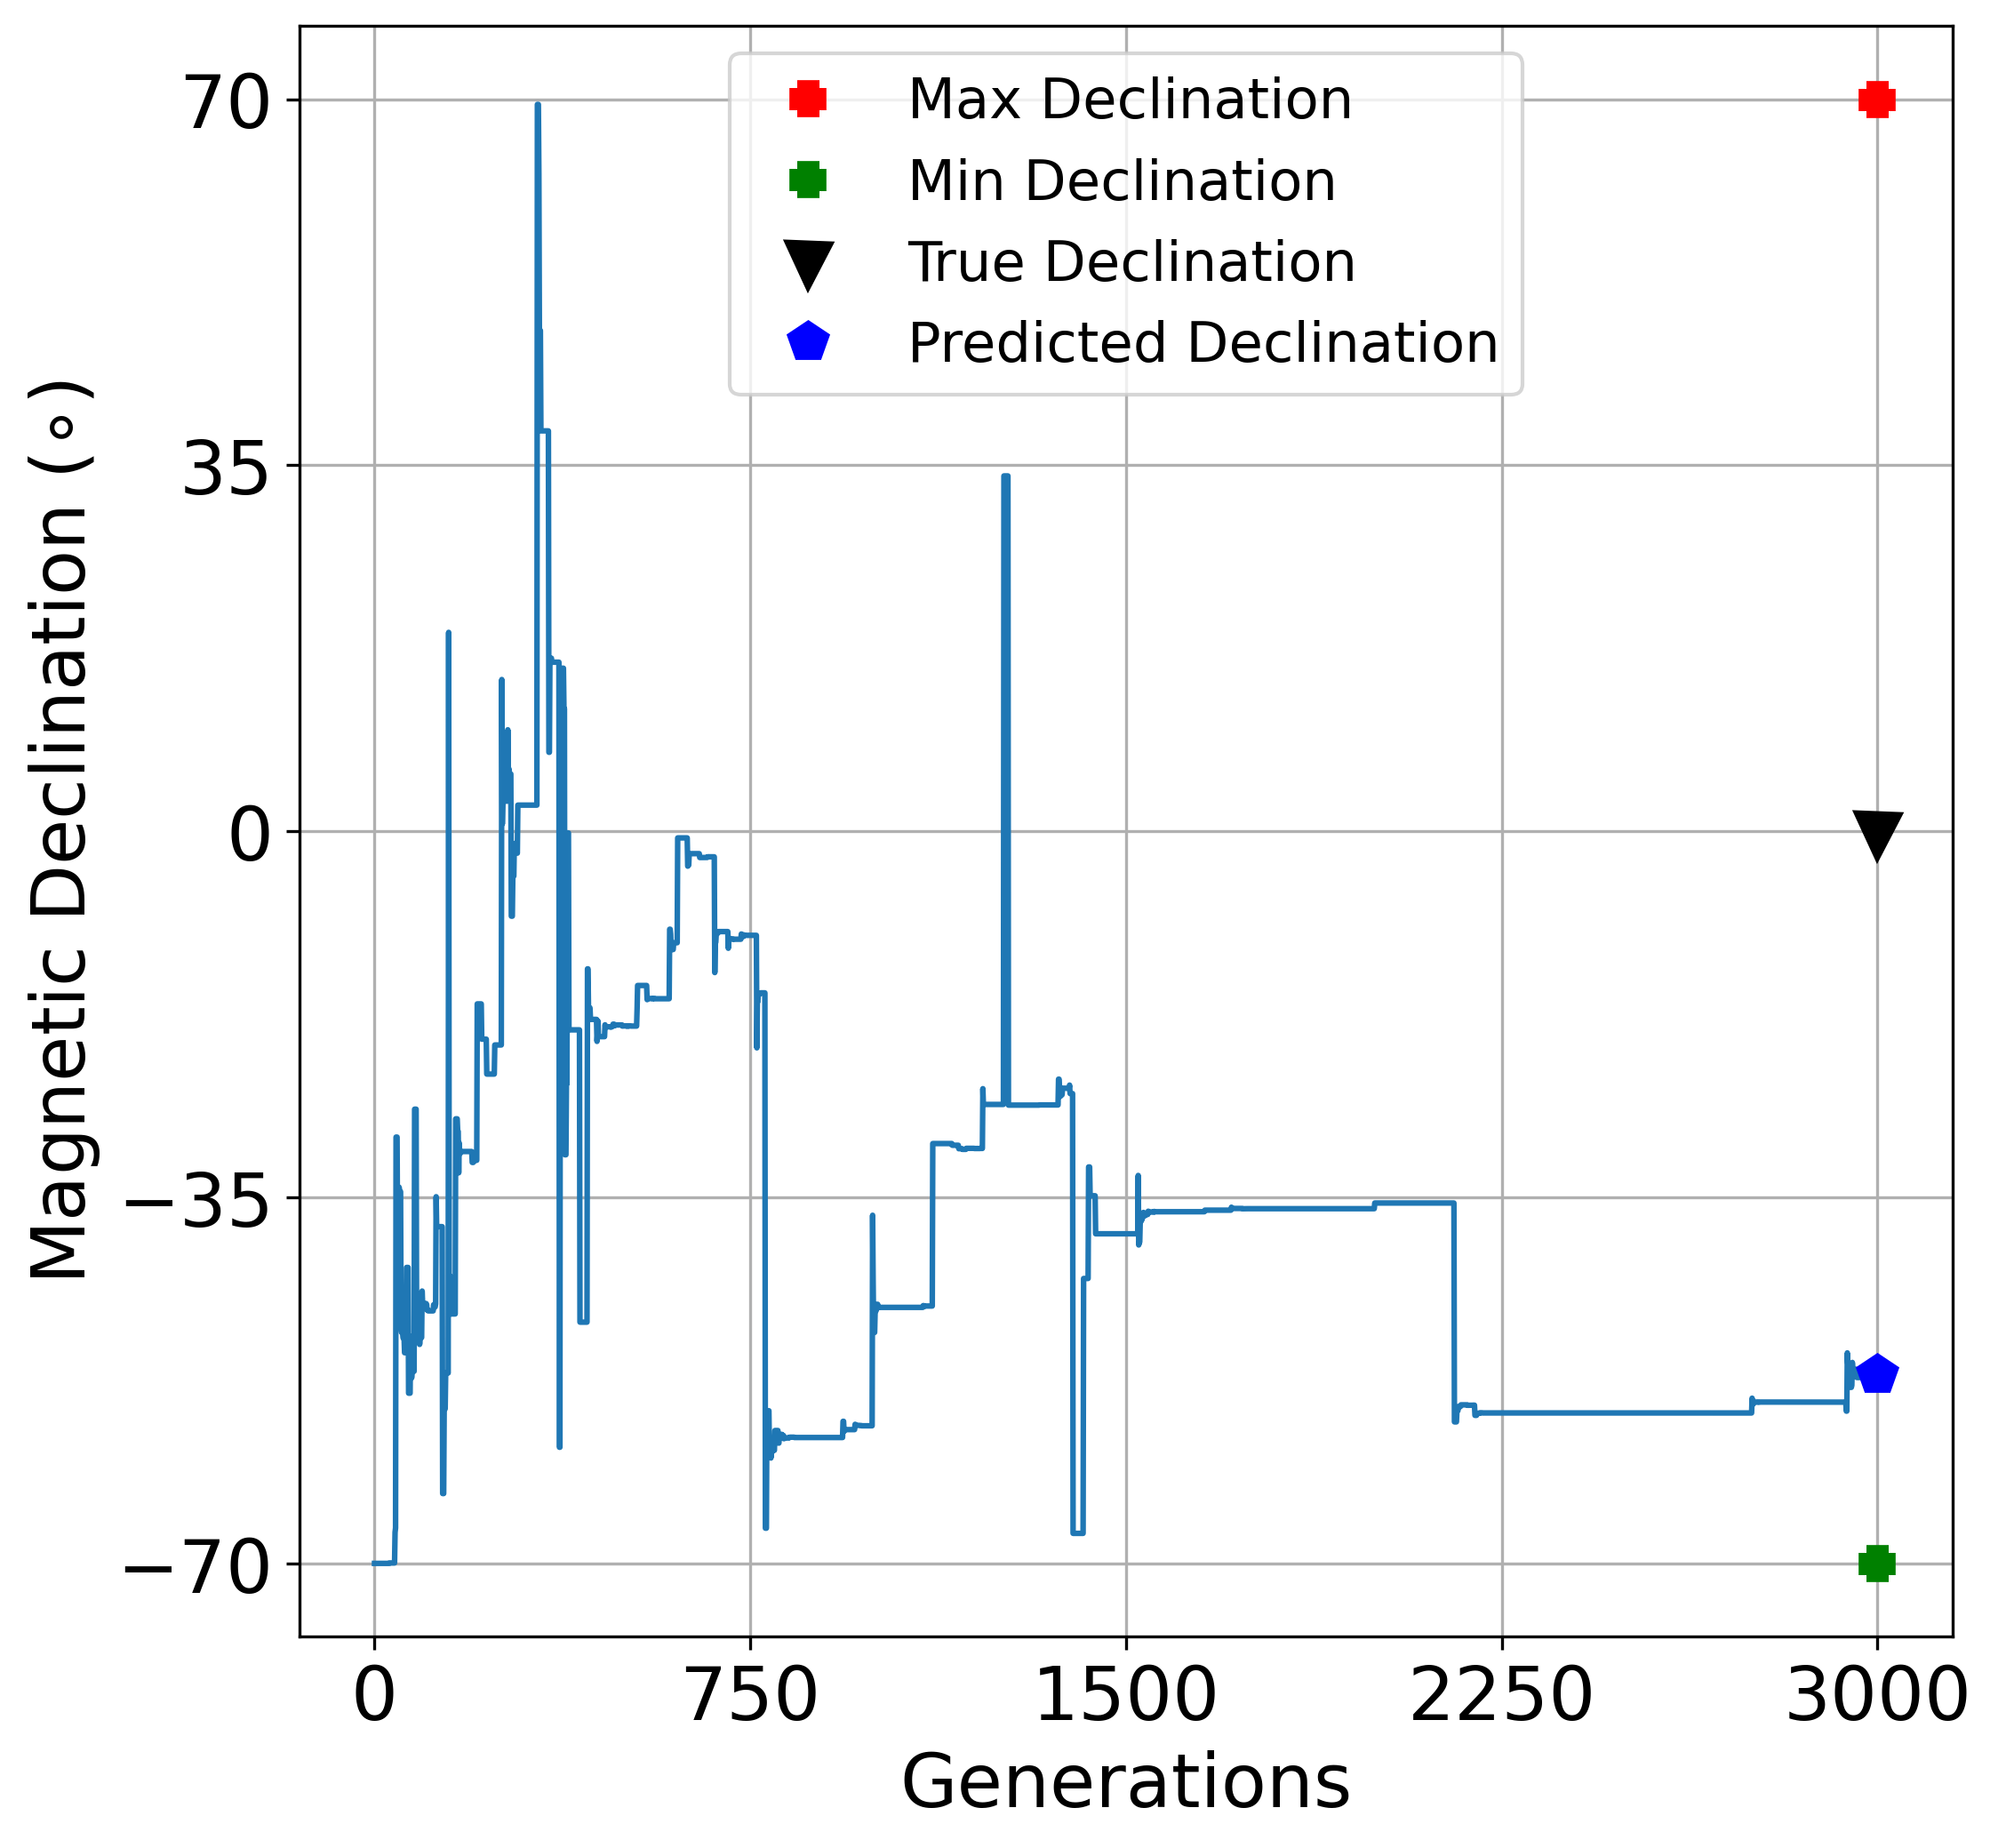 Max Declination
Min Declination
True Declination
Predicted Declination
Magnetic Declination (∘)
70
35
0
−35
−70
0 750 1500 2250 3000
Generations